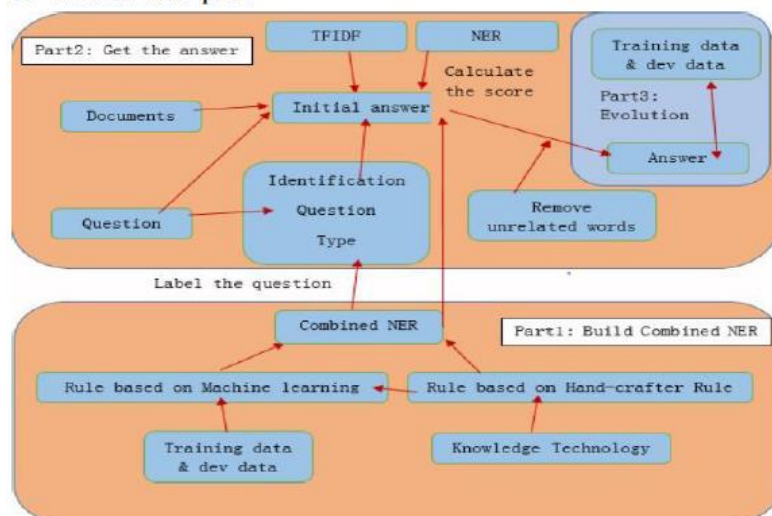 Part2: Get the answer
TFIDF
NER
Training data
& dev data
Calculate
the score
Part3:
Evolution
Documents
Initial answer
Answer
Identification
Question
Type
Question
Remove
unrelated words
Label the question
Combined NER
Part1: Build Combined NER
Rule based on Machine learning
Rule based on Hand-crafter Rule
Training data
& dev data
Knowledge Technology